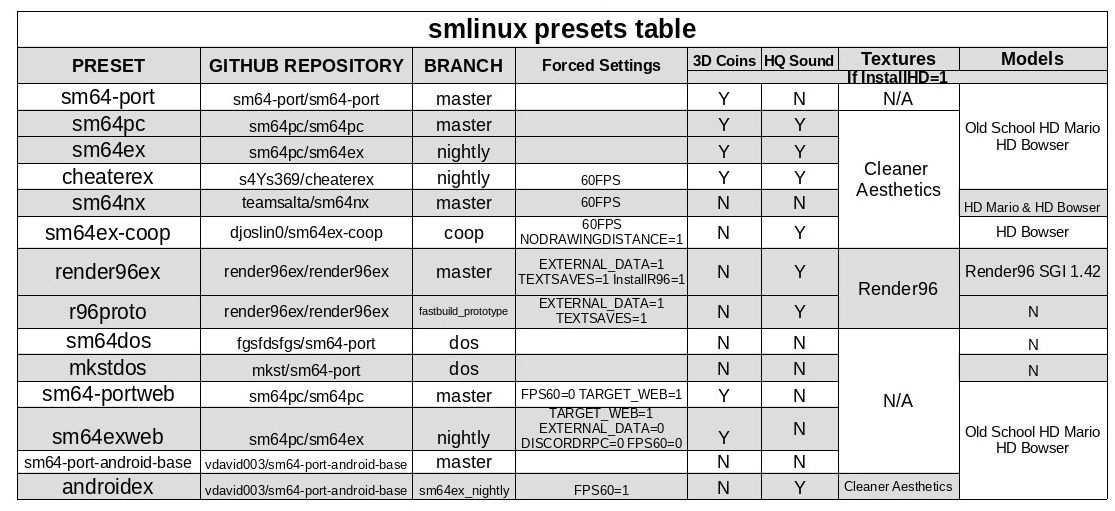 smlinux presets table
PRESET GITHUB REPOSITORY BRANCH Forced Settings 3D Coins HQ Sound Textures Models
If InstallHD=1
sm64-port sm64-port/sm64-port master Y N N/A
sm64pc sm64pc/sm64pc master Y Y
sm64ex sm64pc/sm64ex nightly Y Y
Old School HD Mario
HD Bowser
cheaterex s4Ys369/cheaterex nightly 60FPS Y Y
Cleaner
Aesthetics
sm64nx teamsalta/sm64nx master 60FPS N N HD Mario & HD Bowser
sm64ex-coop djoslin0/sm64ex-coop coop 60FPS
NODRAWINGDISTANCE=1 N Y HD Bowser
render96ex render96ex/render96ex master EXTERNAL_DATA=1
TEXTSAVES=1 InstallR96=1 N Y Render96 SGI 1.42
Render96
r96proto render96ex/render96ex fastbuild_prototype EXTERNAL_DATA=1
TEXTSAVES=1 N Y N
sm64dos fgsfdsfgs/sm64-port dos N N N
mkstdos mkst/sm64-port dos N N N
sm64-portweb sm64pc/sm64pc master FPS60=0 TARGET_WEB=1 Y N
N/A
sm64exweb sm64pc/sm64ex nightly TARGET_WEB=1
EXTERNAL_DATA=0
DISCORDRPC=0 FPS60=0 Y N
Old School HD Mario
HD Bowser
sm64-port-android-base vdavid003/sm64-port-android-base master N N
androidex vdavid003/sm64-port-android-base sm64ex_nightly FPS60=1 N Y Cleaner Aesthetics